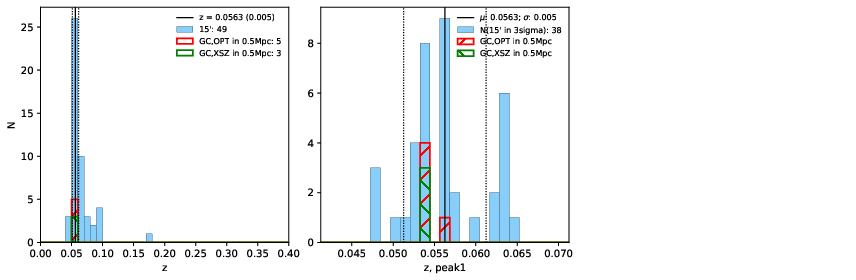 z = 0.0563 (0.005)
15': 49
GC,OPT in 0.5Mpc: 5
GC,XSZ in 0.5Mpc: 3
25
20
15
10
5
0
N
0.00 0.05 0.10 0.15 0.20 0.25 0.30 0.35 0.40
z
μ: 0.0563; σ: 0.005
N(15' in 3sigma): 38
GC,OPT in 0.5Mpc
GC,XSZ in 0.5Mpc
8
6
4
2
0
0.045 0.050 0.055 0.060 0.065 0.070
z, peak1